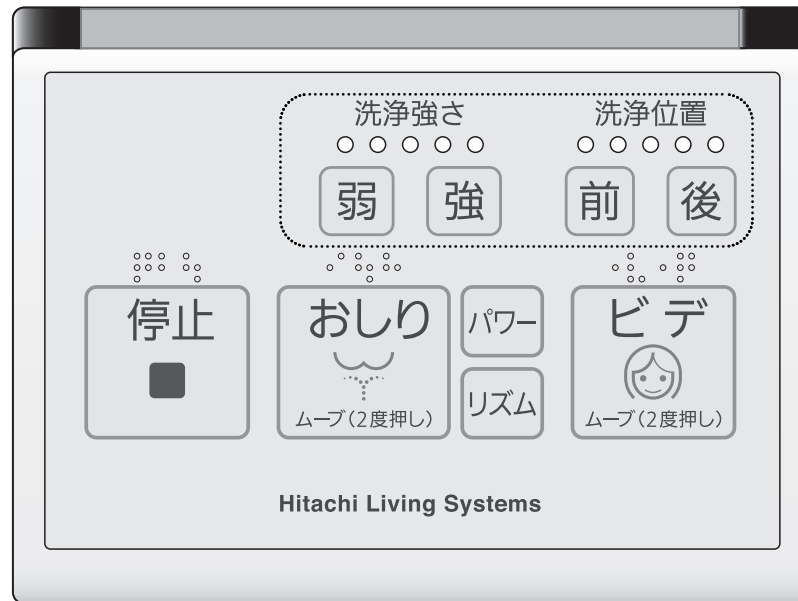 洗浄強さ 洗浄位置
弱 強 前 後
停止 おしり パワー ビデ
リズム
ムーブ(2度押し) ムーブ(2度押し)
Hitachi Living Systems